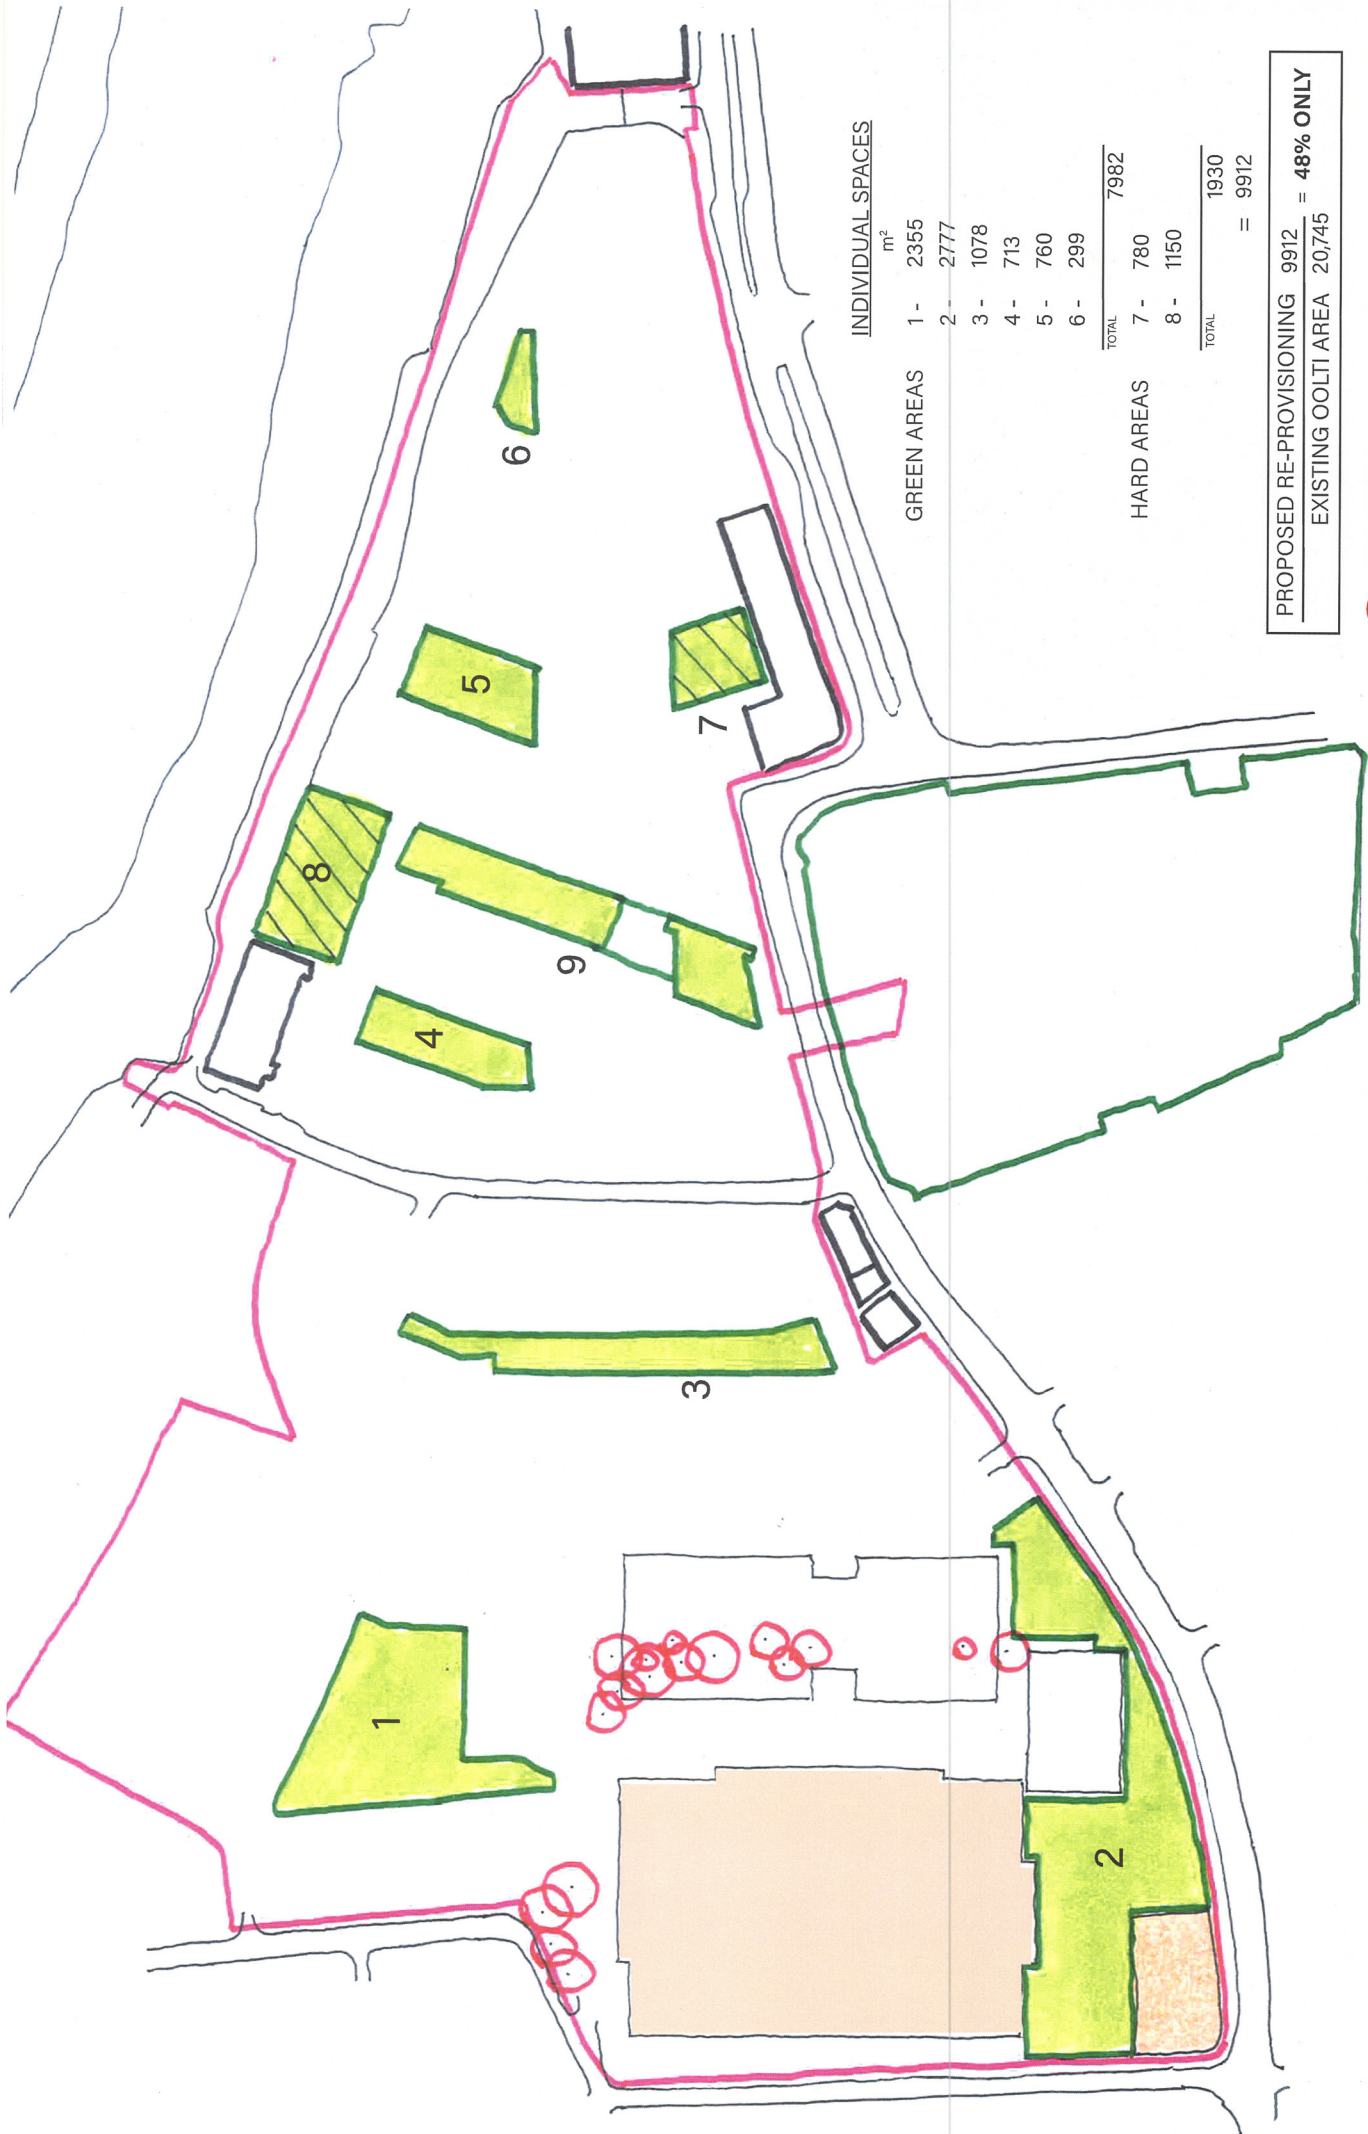 INDIVIDUAL SPACES
m²
GREEN AREAS 1 - 2355
2 - 2777
3 - 1078
4 - 713
5 - 760
6 - 299
TOTAL 7982
HARD AREAS 7 - 780
8 - 1150
TOTAL 1930
= 9912
PROPOSED RE-PROVISIONING 9912 = 48% ONLY
EXISTING OOLTI AREA 20,745
1
2
3
4
9
8
5
7
6